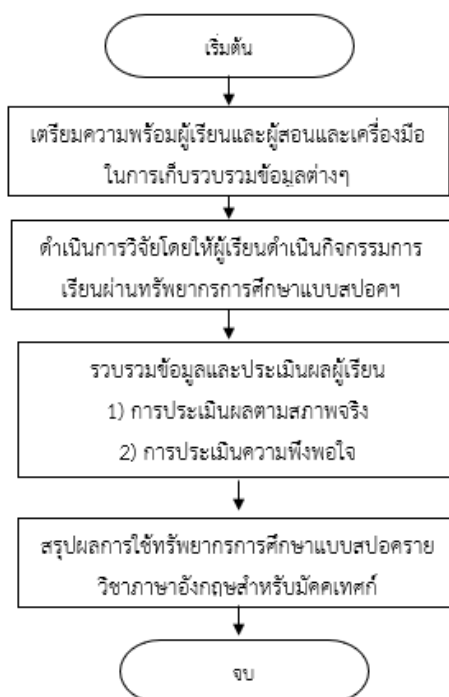 เริ่มต้น
เตรียมความพร้อมผู้เรียนและผู้สอนและเครื่องมือ
ในการเก็บรวบรวมข้อมูลต่างๆ
ดำเนินการวิจัยโดยให้ผู้เรียนดำเนินกิจกรรมการ
เรียนผ่านทรัพยากรการศึกษาแบบสปอคฯ
รวบรวมข้อมูลและประเมินผลผู้เรียน
1) การประเมินผลตามสภาพจริง
2) การประเมินความพึงพอใจ
สรุปผลการใช้ทรัพยากรการศึกษาแบบสปอคราย
วิชาภาษาอังกฤษสำหรับมัคคเทศก์
จบ